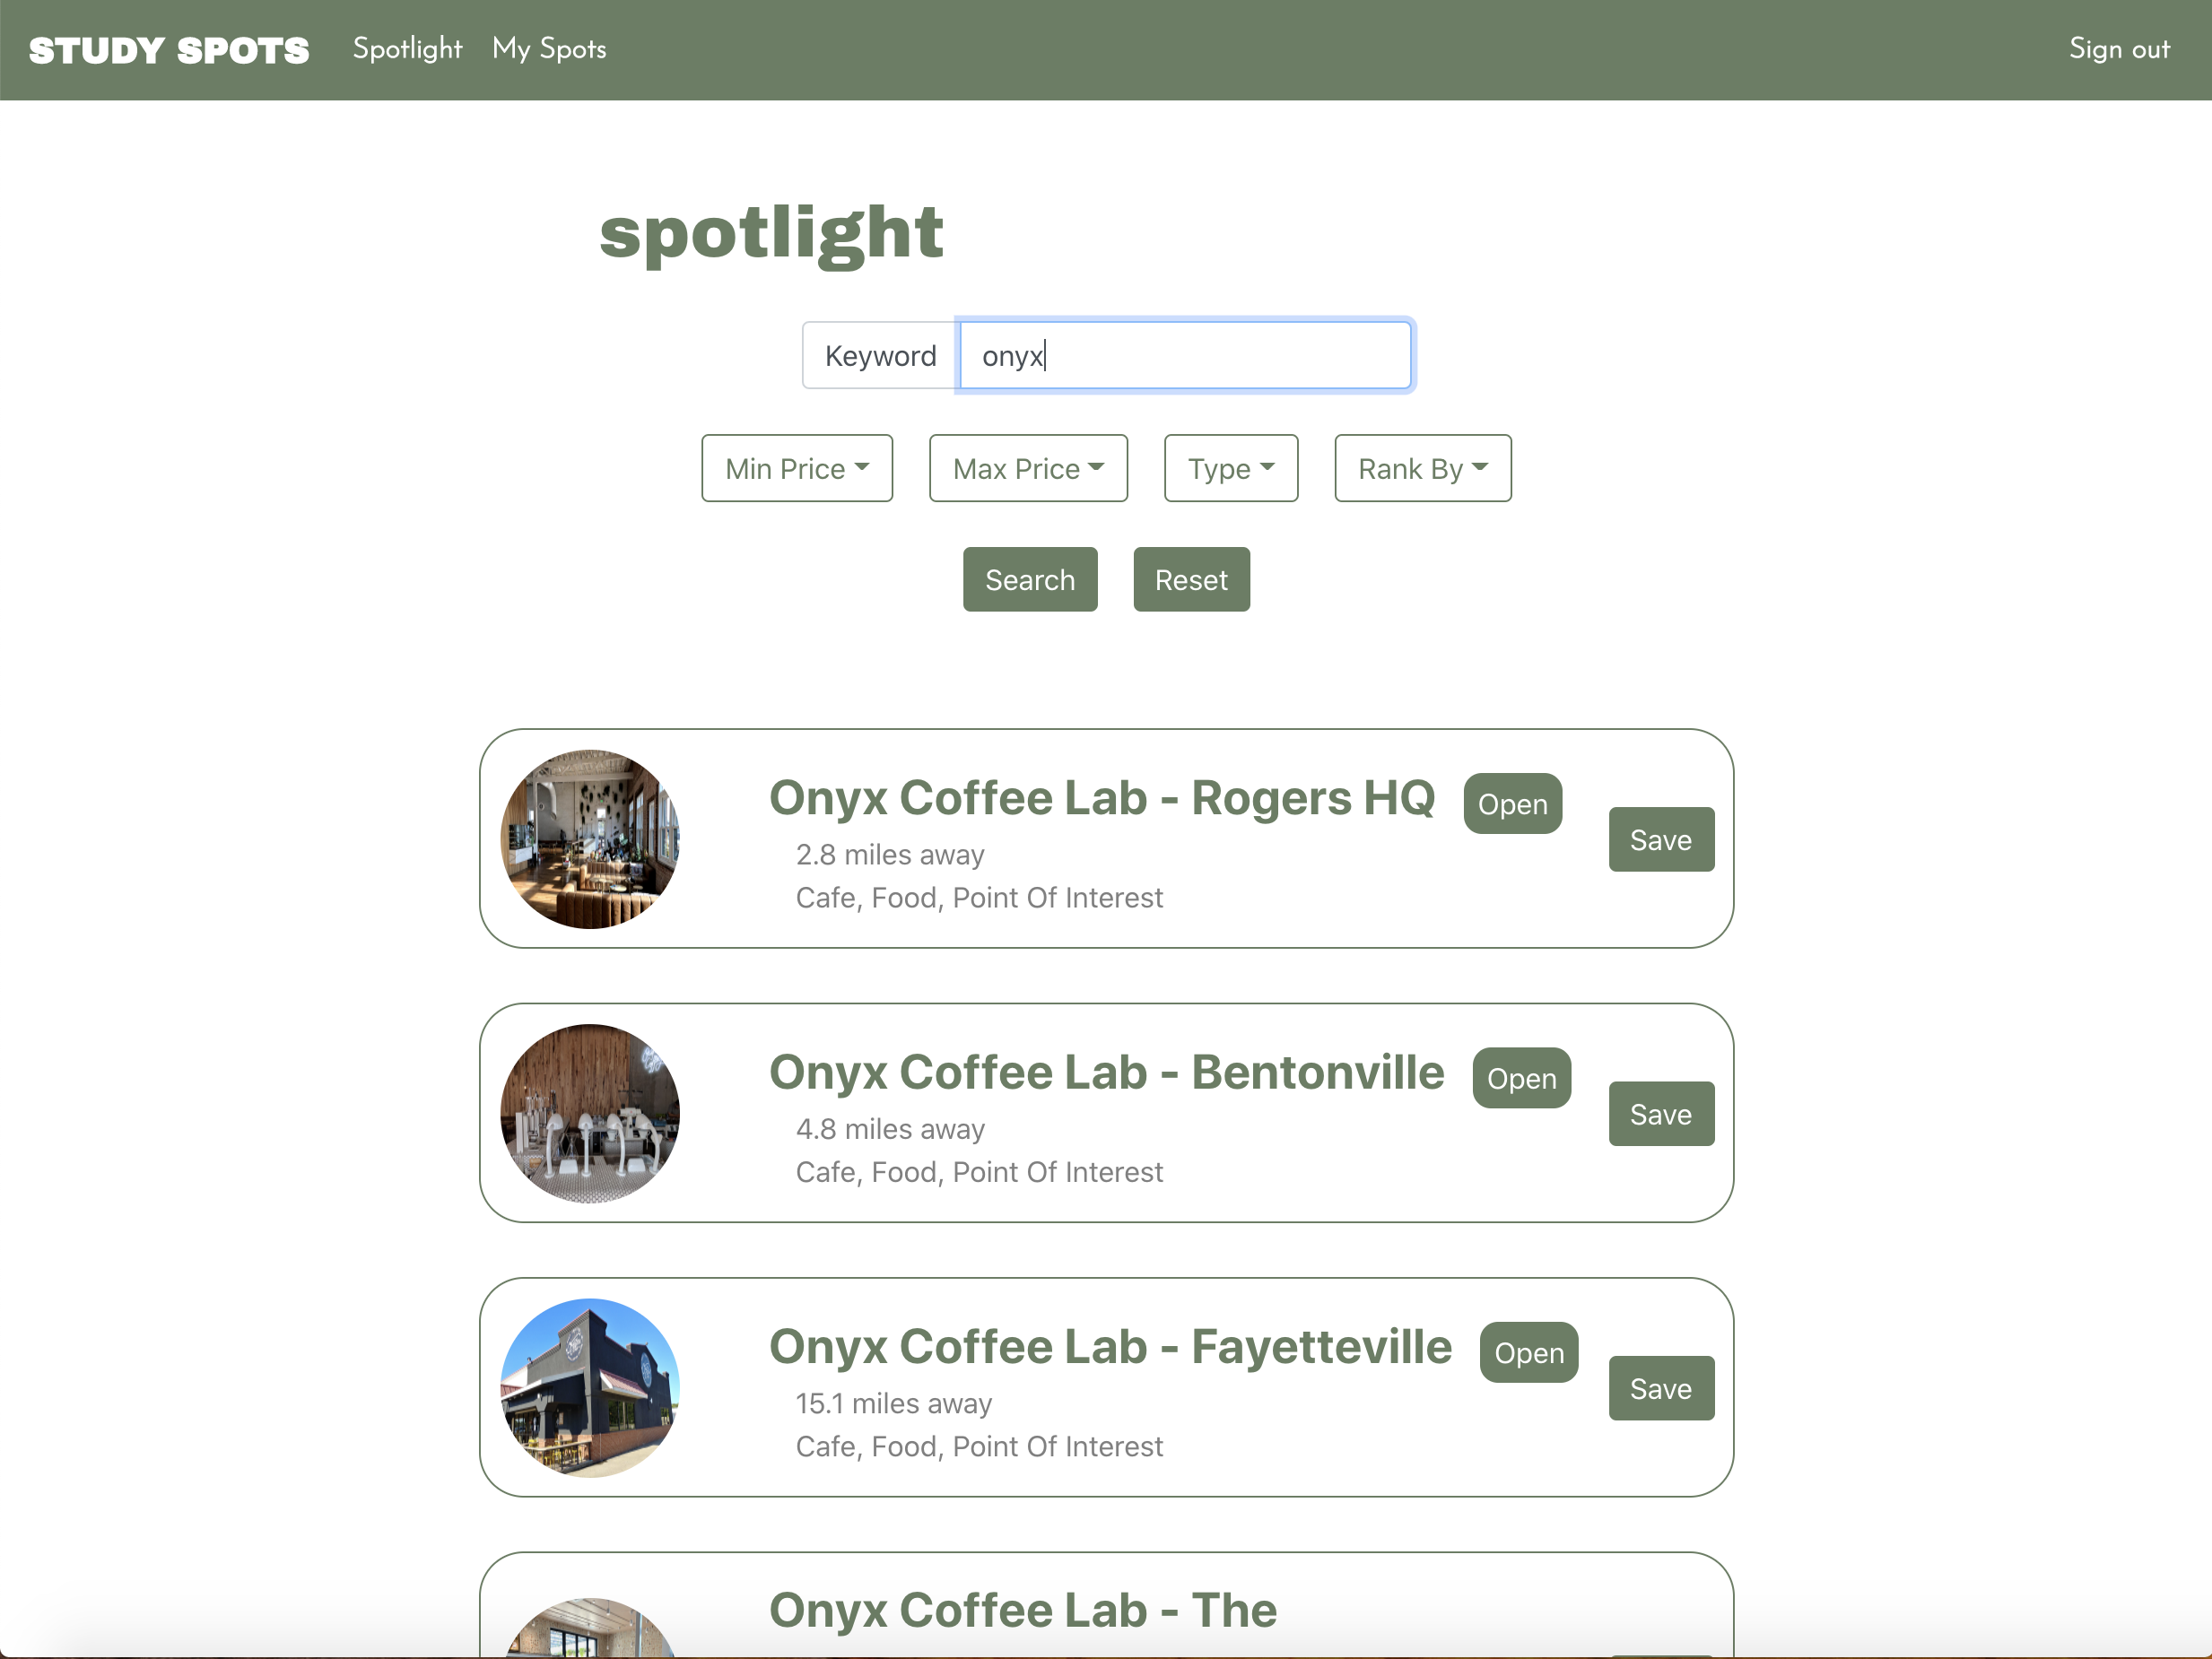 STUDY SPOTS Spotlight My Spots Sign out
spotlight
Keyword onyx
Min Price Max Price Type Rank By
Search Reset
Onyx Coffee Lab - Rogers HQ Open
Save
2.8 miles away
Cafe, Food, Point Of Interest
Onyx Coffee Lab - Bentonville Open
Save
4.8 miles away
Cafe, Food, Point Of Interest
Onyx Coffee Lab - Fayetteville Open
Save
15.1 miles away
Cafe, Food, Point Of Interest
Onyx Coffee Lab - The